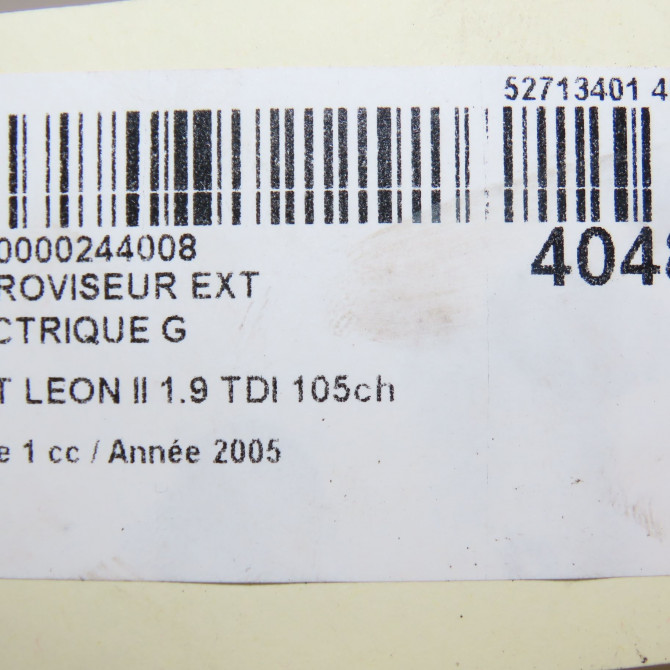 52713401 4
0000244008
4048
ROVISEUR EXT
CTRIQUE G
T LEON II 1.9 TDI 105ch
e 1 cc / Année 2005